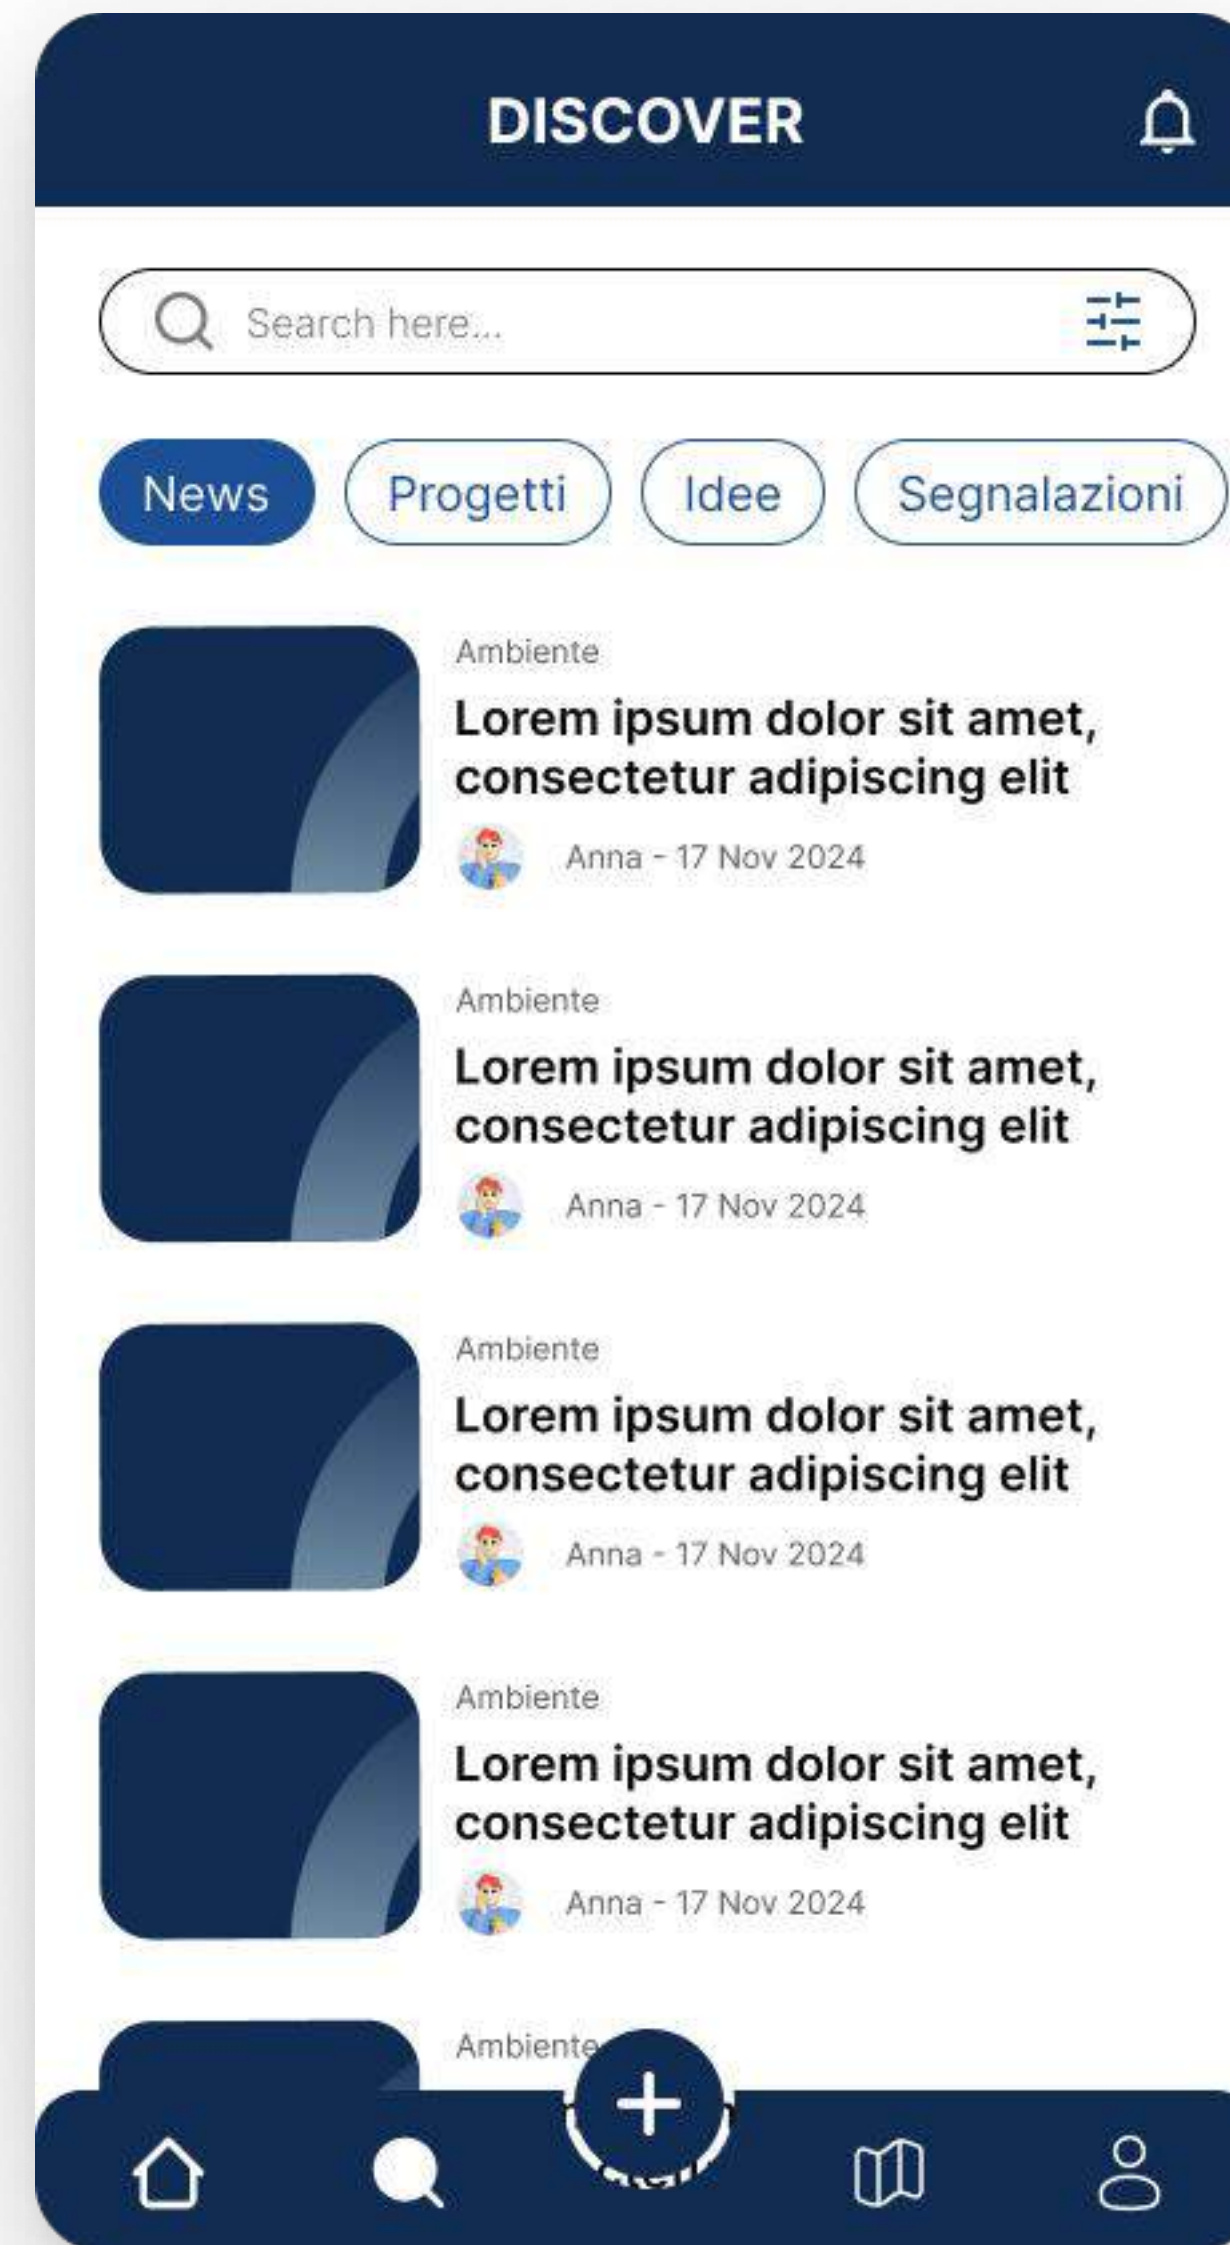 DISCOVER
Search here...
News
Progetti
Idee
Segnalazioni
Ambiente
Lorem ipsum dolor sit amet,
consectetur adipiscing elit
Anna - 17 Nov 2024
Ambiente
Lorem ipsum dolor sit amet,
consectetur adipiscing elit
Anna - 17 Nov 2024
Ambiente
Lorem ipsum dolor sit amet,
consectetur adipiscing elit
Anna - 17 Nov 2024
Ambiente
Lorem ipsum dolor sit amet,
consectetur adipiscing elit
Anna - 17 Nov 2024
Ambiente